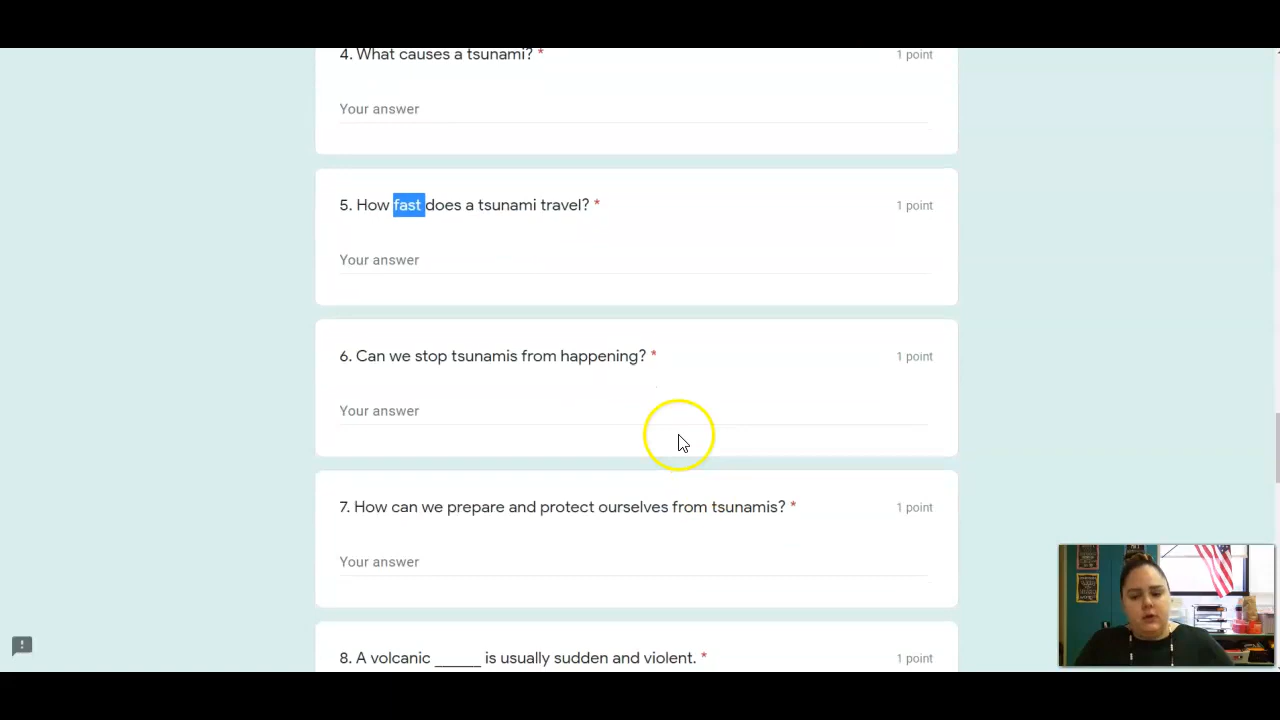 4. What causes a tsunami? *
1 point
Your answer
5. How fast does a tsunami travel? *
1 point
Your answer
6. Can we stop tsunamis from happening? *
1 point
Your answer
7. How can we prepare and protect ourselves from tsunamis? *
1 point
Your answer
8. A volcanic ______ is usually sudden and violent. *
1 point